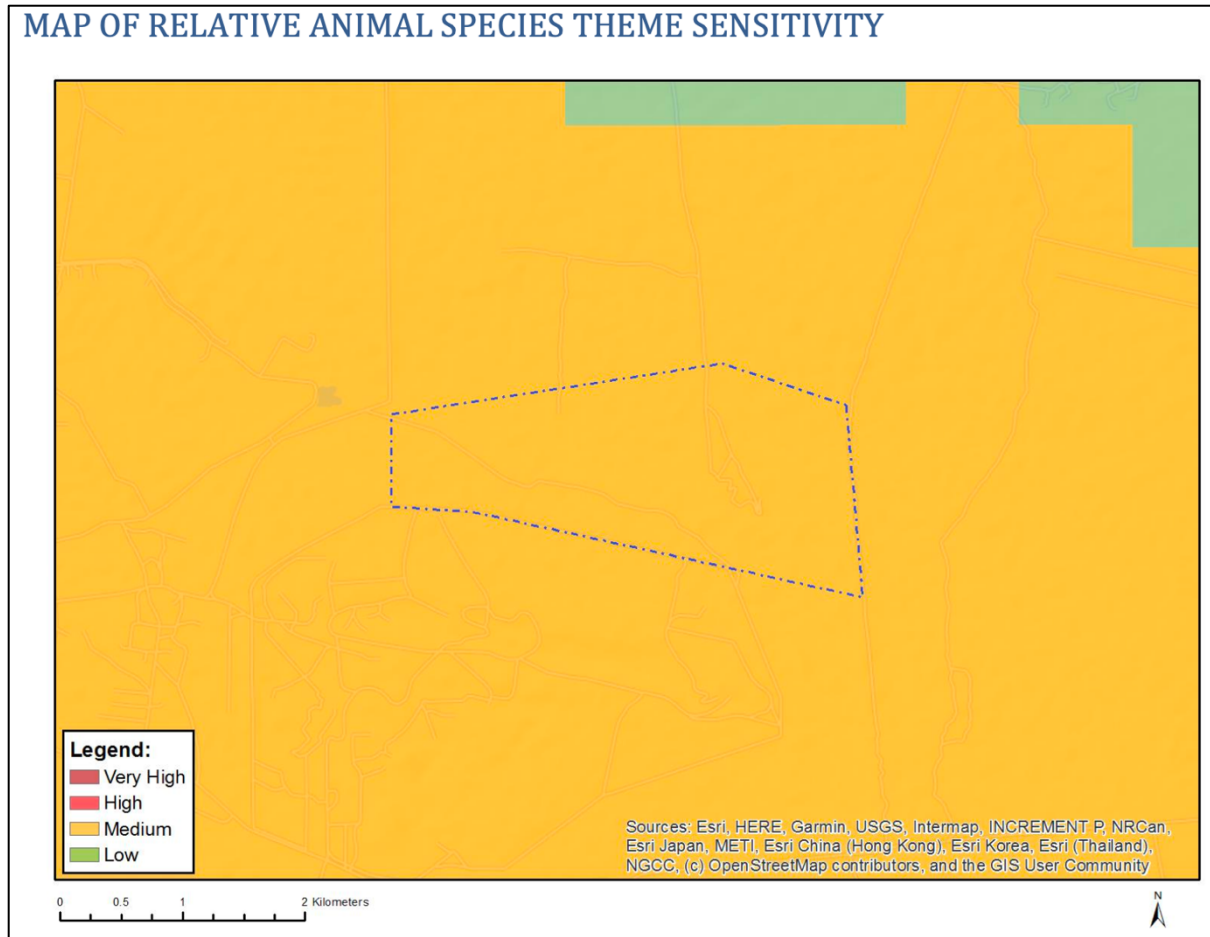 MAP OF RELATIVE ANIMAL SPECIES THEME SENSITIVITY
Legend:
Very High
High
Medium
Low
Sources: Esri, HERE, Garmin, USGS, Intermap, INCREMENT P, NRCan,
Esri Japan, METI, Esri China (Hong Kong), Esri Korea, Esri (Thailand),
NGCC, (c) OpenStreetMap contributors, and the GIS User Community
0 0.5 1 2 Kilometers
N